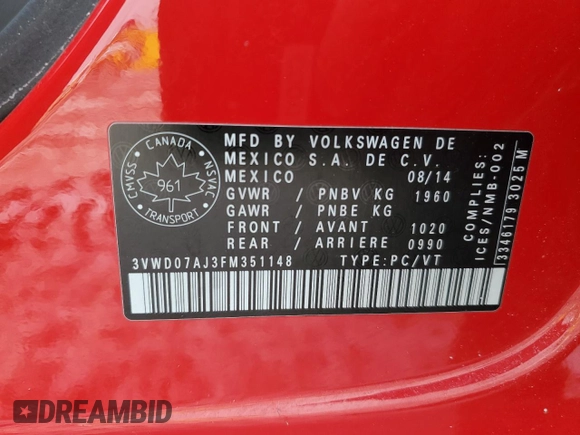 CANADA
CMVSS
NSVAC
961
TRANSPORT
MFD BY VOLKSWAGEN DE
MEXICO S.A. DE C.V.
MEXICO 08/14
GVWR / PNBV KG 1960
GAWR / PNBE KG
FRONT / AVANT 1020
REAR / ARRIERE 0990
3VWD07AJ3FM351148 TYPE:PC/VT
COMPLIES:
ICES/NMB-002
3346179 3025 M
DREAMBID